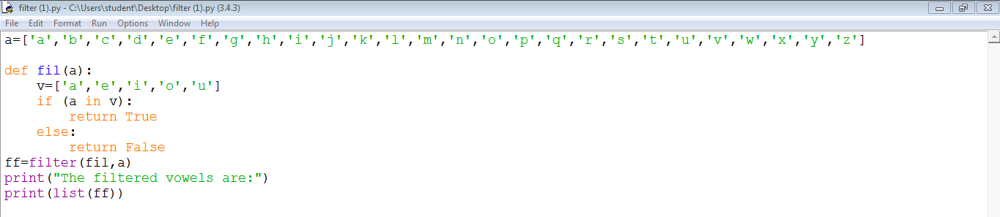 filter (1).py - C:\Users\student\Desktop\filter (1).py (3.4.3)
File Edit Format Run Options Window Help
a=['a','b','c','d','e','f','g','h','i','j','k','l','m','n','o','p','q','r','s','t','u','v','w','x','y','z']
def fil(a):
    v=['a','e','i','o','u']
    if (a in v):
        return True
    else:
        return False
ff=filter(fil,a)
print("The filtered vowels are:")
print(list(ff))